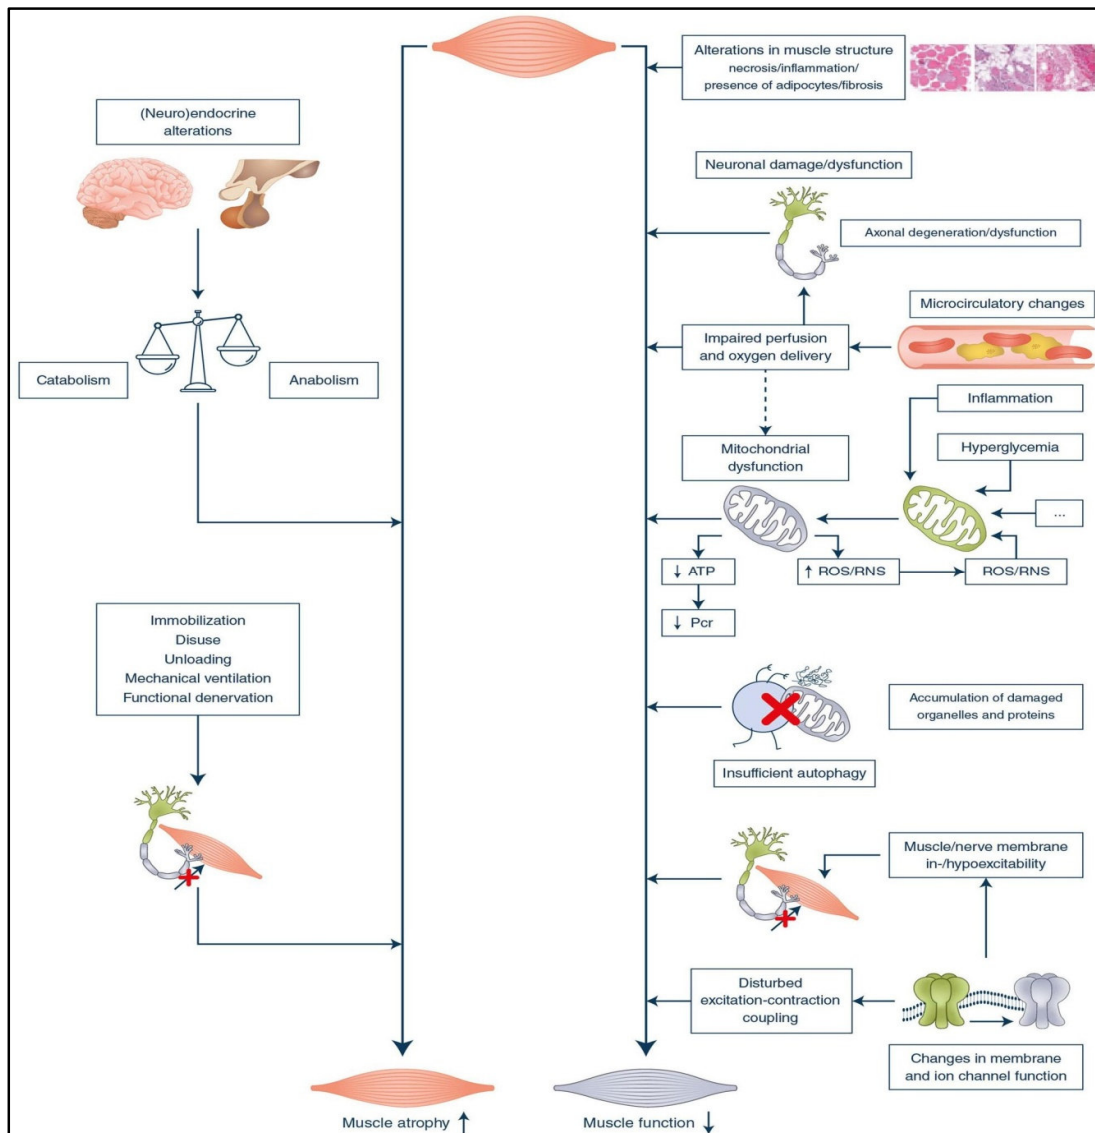 Alterations in muscle structure
necrosis/inflammation/
presence of adipocytes/fibrosis
(Neuro)endocrine
alterations
Neuronal damage/dysfunction
Axonal degeneration/dysfunction
Microcirculatory changes
Impaired perfusion
and oxygen delivery
Catabolism
Anabolism
Inflammation
Mitochondrial
dysfunction
Hyperglycemia
...
↓ ATP
↑ ROS/RNS
ROS/RNS
↓ Pcr
Immobilization
Disuse
Unloading
Mechanical ventilation
Functional denervation
Accumulation of damaged
organelles and proteins
Insufficient autophagy
Muscle/nerve membrane
in-/hypoexcitability
Disturbed
excitation-contraction
coupling
Changes in membrane
and ion channel function
Muscle atrophy ↑
Muscle function ↓